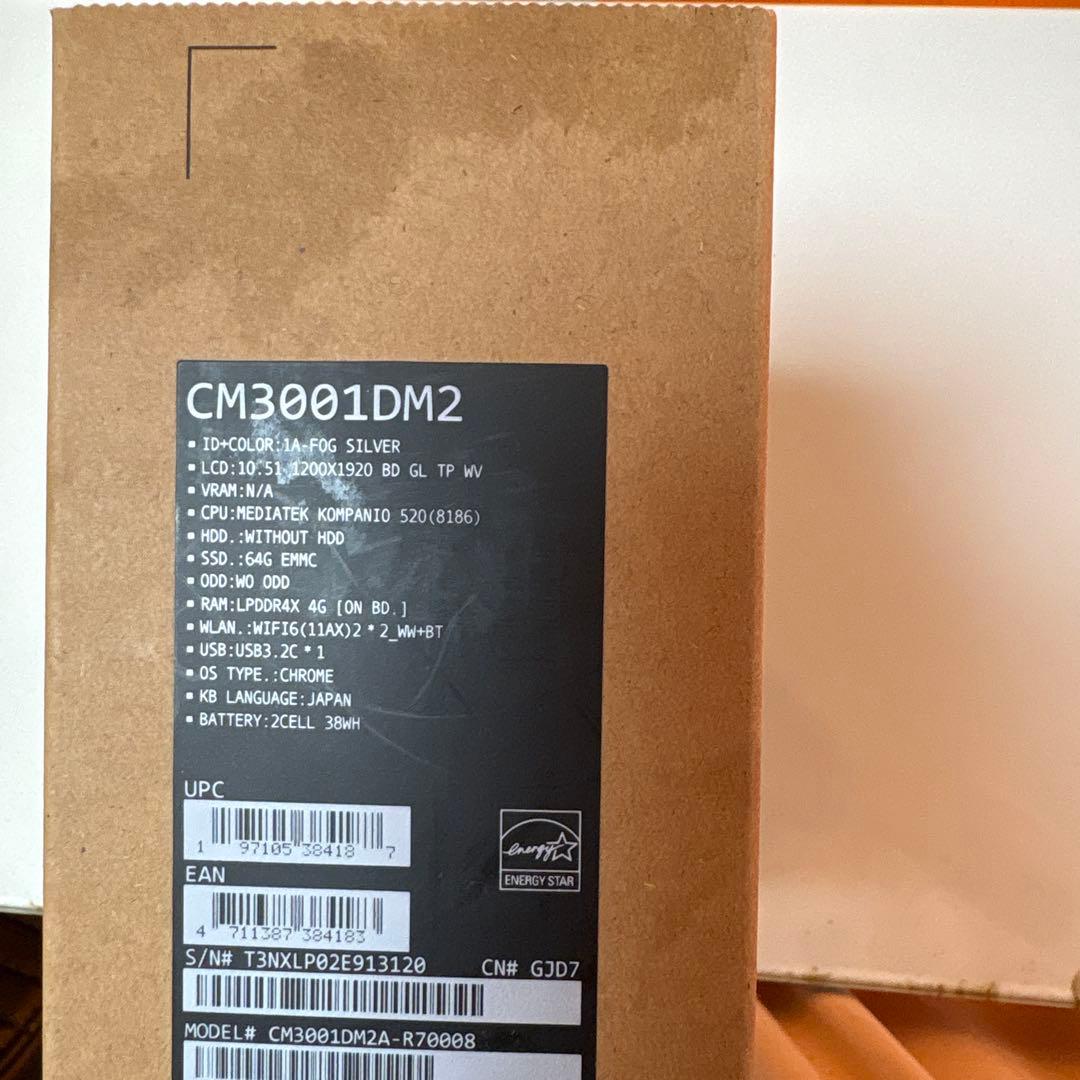 CM3001DM2
▪ ID+COLOR:1A-FOG SILVER
▪ LCD:10.51 1200X1920 BD GL TP WV
▪ VRAM:N/A
▪ CPU:MEDIATEK KOMPANIO 520(8186)
▪ HDD.:WITHOUT HDD
▪ SSD.:64G EMMC
▪ ODD:WO ODD
▪ RAM:LPDDR4X 4G [ON BD.]
▪ WLAN.:WIFI6(11AX)2*2_WW+BT
▪ USB:USB3.2C*1
▪ OS TYPE.:CHROME
▪ KB LANGUAGE:JAPAN
▪ BATTERY:2CELL 38WH
UPC
1 97105 38418 7
energy
ENERGY STAR
EAN
4 711387 384183
S/N# T3NXLP02E913120 CN# GJD7
MODEL# CM3001DM2A-R70008